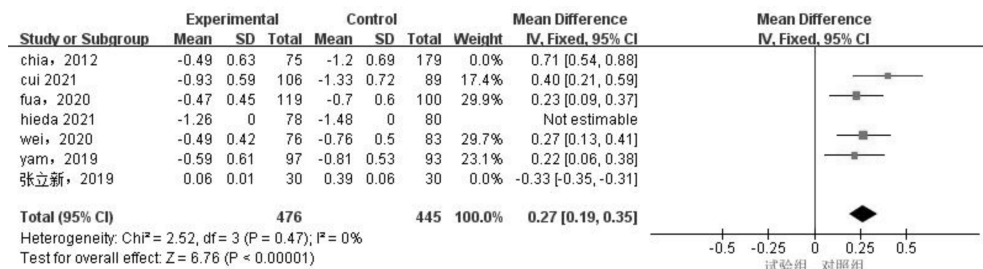 Experimental Control Mean Difference Mean Difference
Study or Subgroup Mean SD Total Mean SD Total Weight IV, Fixed, 95% CI IV, Fixed, 95% CI
chia，2012 -0.49 0.63 75 -1.2 0.69 179 0.0% 0.71 [0.54, 0.88]
cui 2021 -0.93 0.59 106 -1.33 0.72 89 17.4% 0.40 [0.21, 0.59]
fua，2020 -0.47 0.45 119 -0.7 0.6 100 29.9% 0.23 [0.09, 0.37]
hieda 2021 -1.26 0 78 -1.48 0 80 Not estimable
wei，2020 -0.49 0.42 76 -0.76 0.5 83 29.7% 0.27 [0.13, 0.41]
yam，2019 -0.59 0.61 97 -0.81 0.53 93 23.1% 0.22 [0.06, 0.38]
张立新，2019 0.06 0.01 30 0.39 0.06 30 0.0% -0.33 [-0.35, -0.31]
Total (95% CI) 476 445 100.0% 0.27 [0.19, 0.35]
Heterogeneity: Chi² = 2.52, df = 3 (P = 0.47); I² = 0%
Test for overall effect: Z = 6.76 (P < 0.00001)
-0.5 -0.25 0 0.25 0.5
试验组 对照组